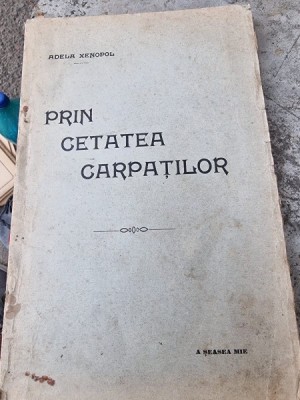 ADELA XENOPOL
PRIN
CETATEA
CARPAȚILOR
A ȘEASEA MIE